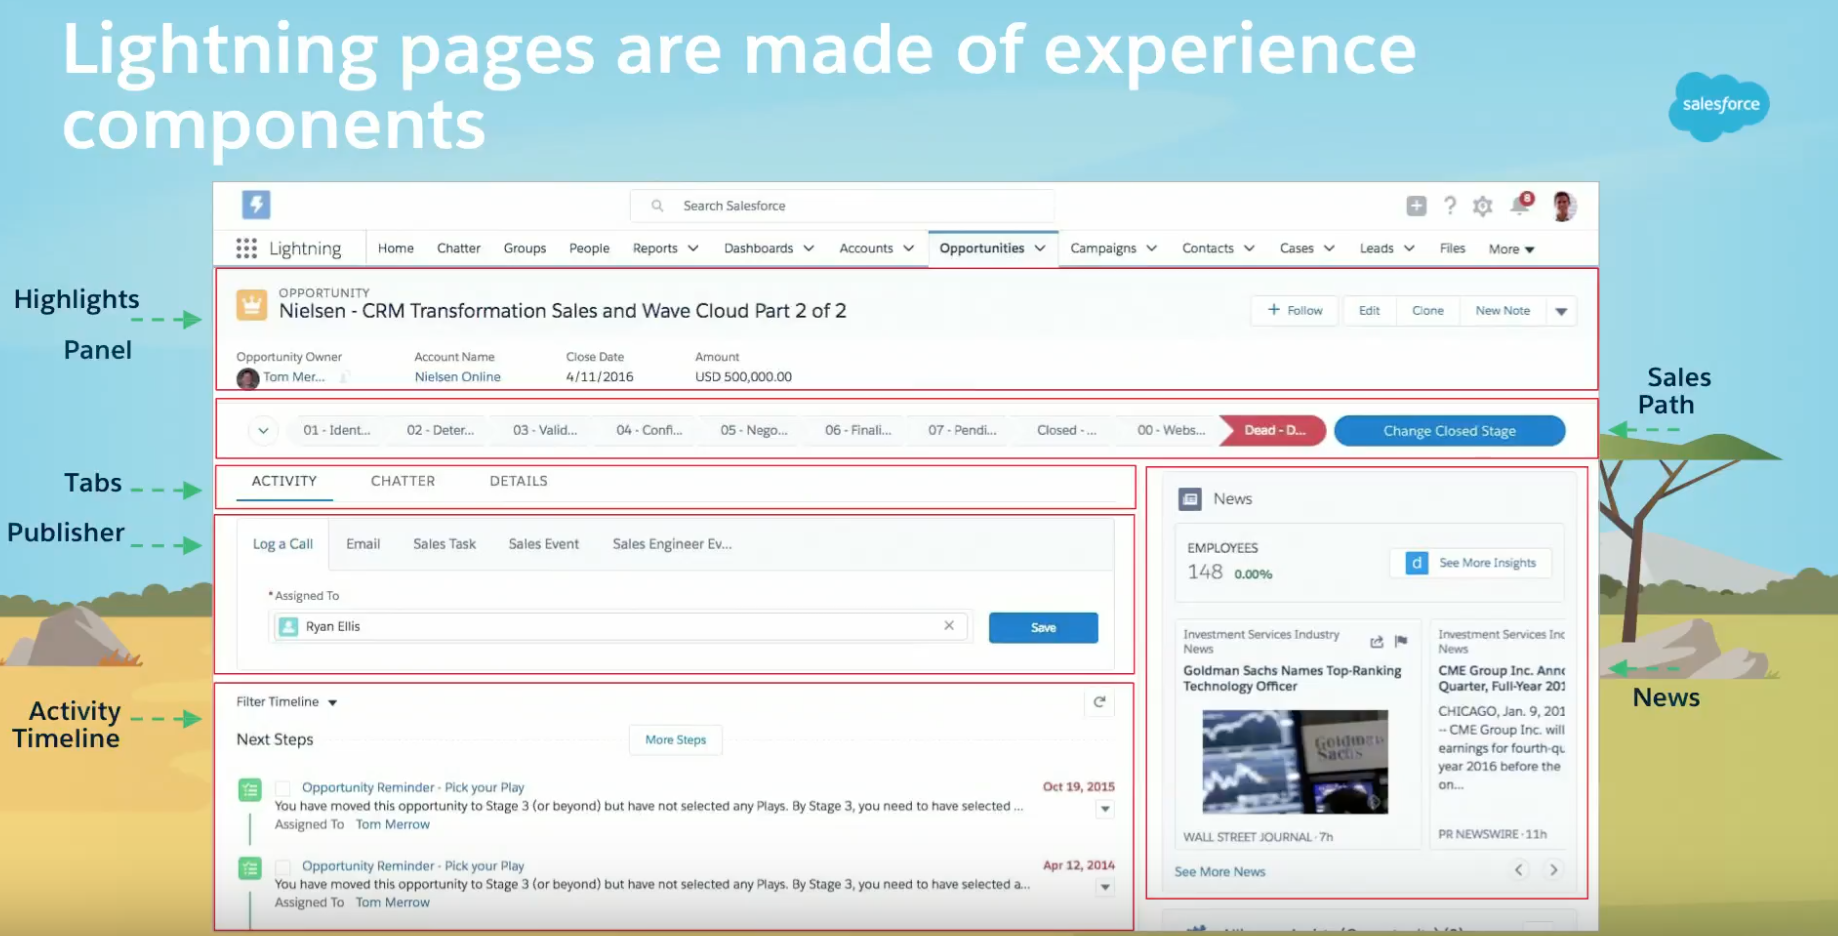 Lightning pages are made of experience
components
salesforce
Search Salesforce
8
Lightning
Home
Chatter
Groups
People
Reports
Dashboards
Accounts
Opportunities
Campaigns
Contacts
Cases
Leads
Files
More
Highlights
Panel
OPPORTUNITY
Nielsen - CRM Transformation Sales and Wave Cloud Part 2 of 2
+ Follow
Edit
Clone
New Note
Opportunity Owner
Tom Mer...
Account Name
Nielsen Online
Close Date
4/11/2016
Amount
USD 500,000.00
Sales
Path
01 - Ident...
02 - Deter...
03 - Valid...
04 - Confi...
05 - Nego...
06 - Finali...
07 - Pendi...
Closed - ...
00 - Webs...
Dead - D...
Change Closed Stage
Tabs
ACTIVITY
CHATTER
DETAILS
Publisher
Log a Call
Email
Sales Task
Sales Event
Sales Engineer Ev...
*Assigned To
Ryan Ellis
Save
Activity
Timeline
Filter Timeline
Next Steps
More Steps
Opportunity Reminder - Pick your Play
Oct 19, 2015
You have moved this opportunity to Stage 3 (or beyond) but have not selected any Plays. By Stage 3, you need to have selected ...
Assigned To Tom Merrow
Opportunity Reminder - Pick your Play
Apr 12, 2014
You have moved this opportunity to Stage 3 (or beyond) but have not selected any Plays. By Stage 3, you need to have selected a...
Assigned To Tom Merrow
News
News
EMPLOYEES
148 0.00%
d
See More Insights
Investment Services Industry
News
Goldman Sachs Names Top-Ranking
Technology Officer
Goldman
Sachs
WALL STREET JOURNAL · 7h
Investment Services Inc
News
CME Group Inc. Anno
Quarter, Full-Year 201
CHICAGO, Jan. 9, 201
-- CME Group Inc. will
earnings for fourth-qu
year 2016 before the
on...
PR NEWSWIRE · 11h
See More News